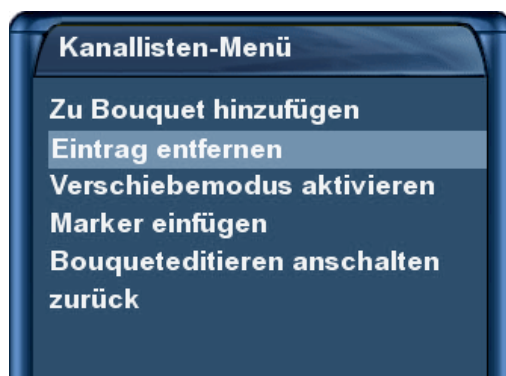 Kanallisten-Menü
Zu Bouquet hinzufügen
Eintrag entfernen
Verschiebemodus aktivieren
Marker einfügen
Bouqueteditieren anschalten
zurück